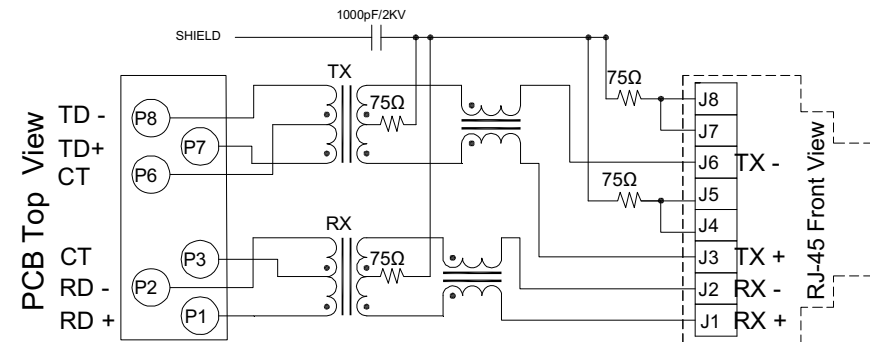 1000pF/2KV
SHIELD
TX
75Ω
75Ω
J8
TD -
P8
J7
TD+
P7
J6
TX -
CT
P6
75Ω
J5
J4
RX
CT
P3
75Ω
J3
TX +
RD -
P2
J2
RX -
RD +
P1
J1
RX +
PCB Top View
RJ-45 Front View